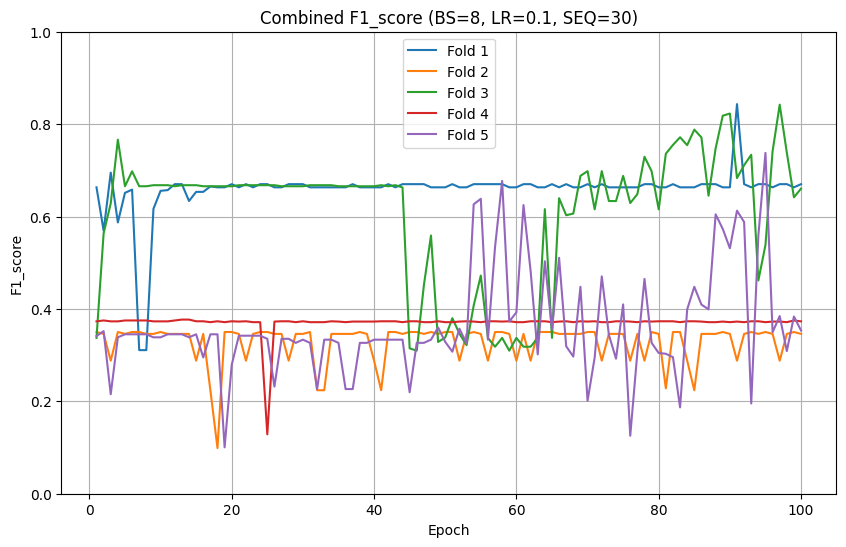 Combined F1_score (BS=8, LR=0.1, SEQ=30)
Fold 1
Fold 2
Fold 3
Fold 4
Fold 5
F1_score
1.0
0.8
0.6
0.4
0.2
0.0
0 20 40 60 80 100
Epoch